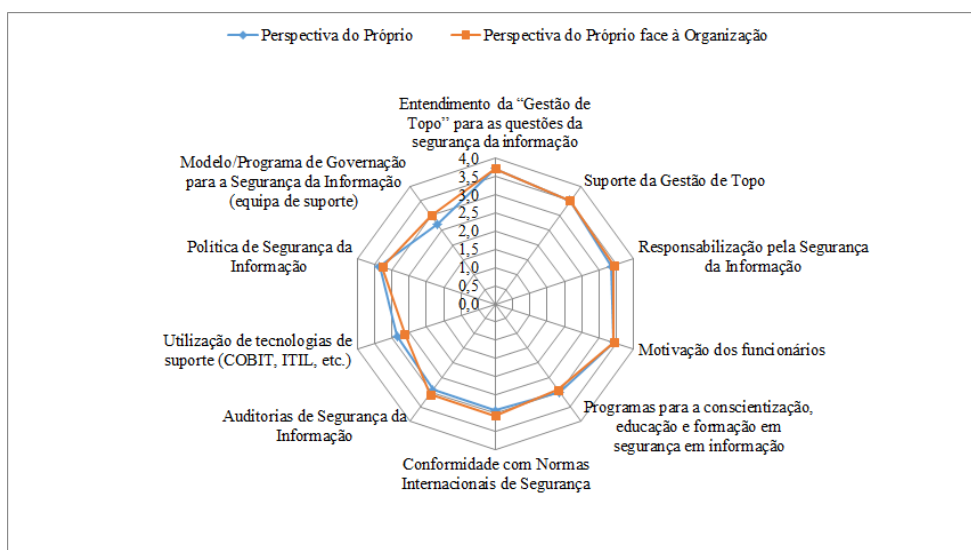 Perspectiva do Próprio
Perspectiva do Próprio face à Organização
Entendimento da “Gestão de
Topo” para as questões da
segurança da informação
Suporte da Gestão de Topo
Responsabilização pela Segurança
da Informação
Motivação dos funcionários
Programas para a conscientização,
educação e formação em
segurança em informação
Conformidade com Normas
Internacionais de Segurança
Auditorias de Segurança da
Informação
Utilização de tecnologias de
suporte (COBIT, ITIL, etc.)
Política de Segurança da
Informação
Modelo/Programa de Governação
para a Segurança da Informação
(equipa de suporte)
4,0
3,5
3,0
2,5
2,0
1,5
1,0
0,5
0,0